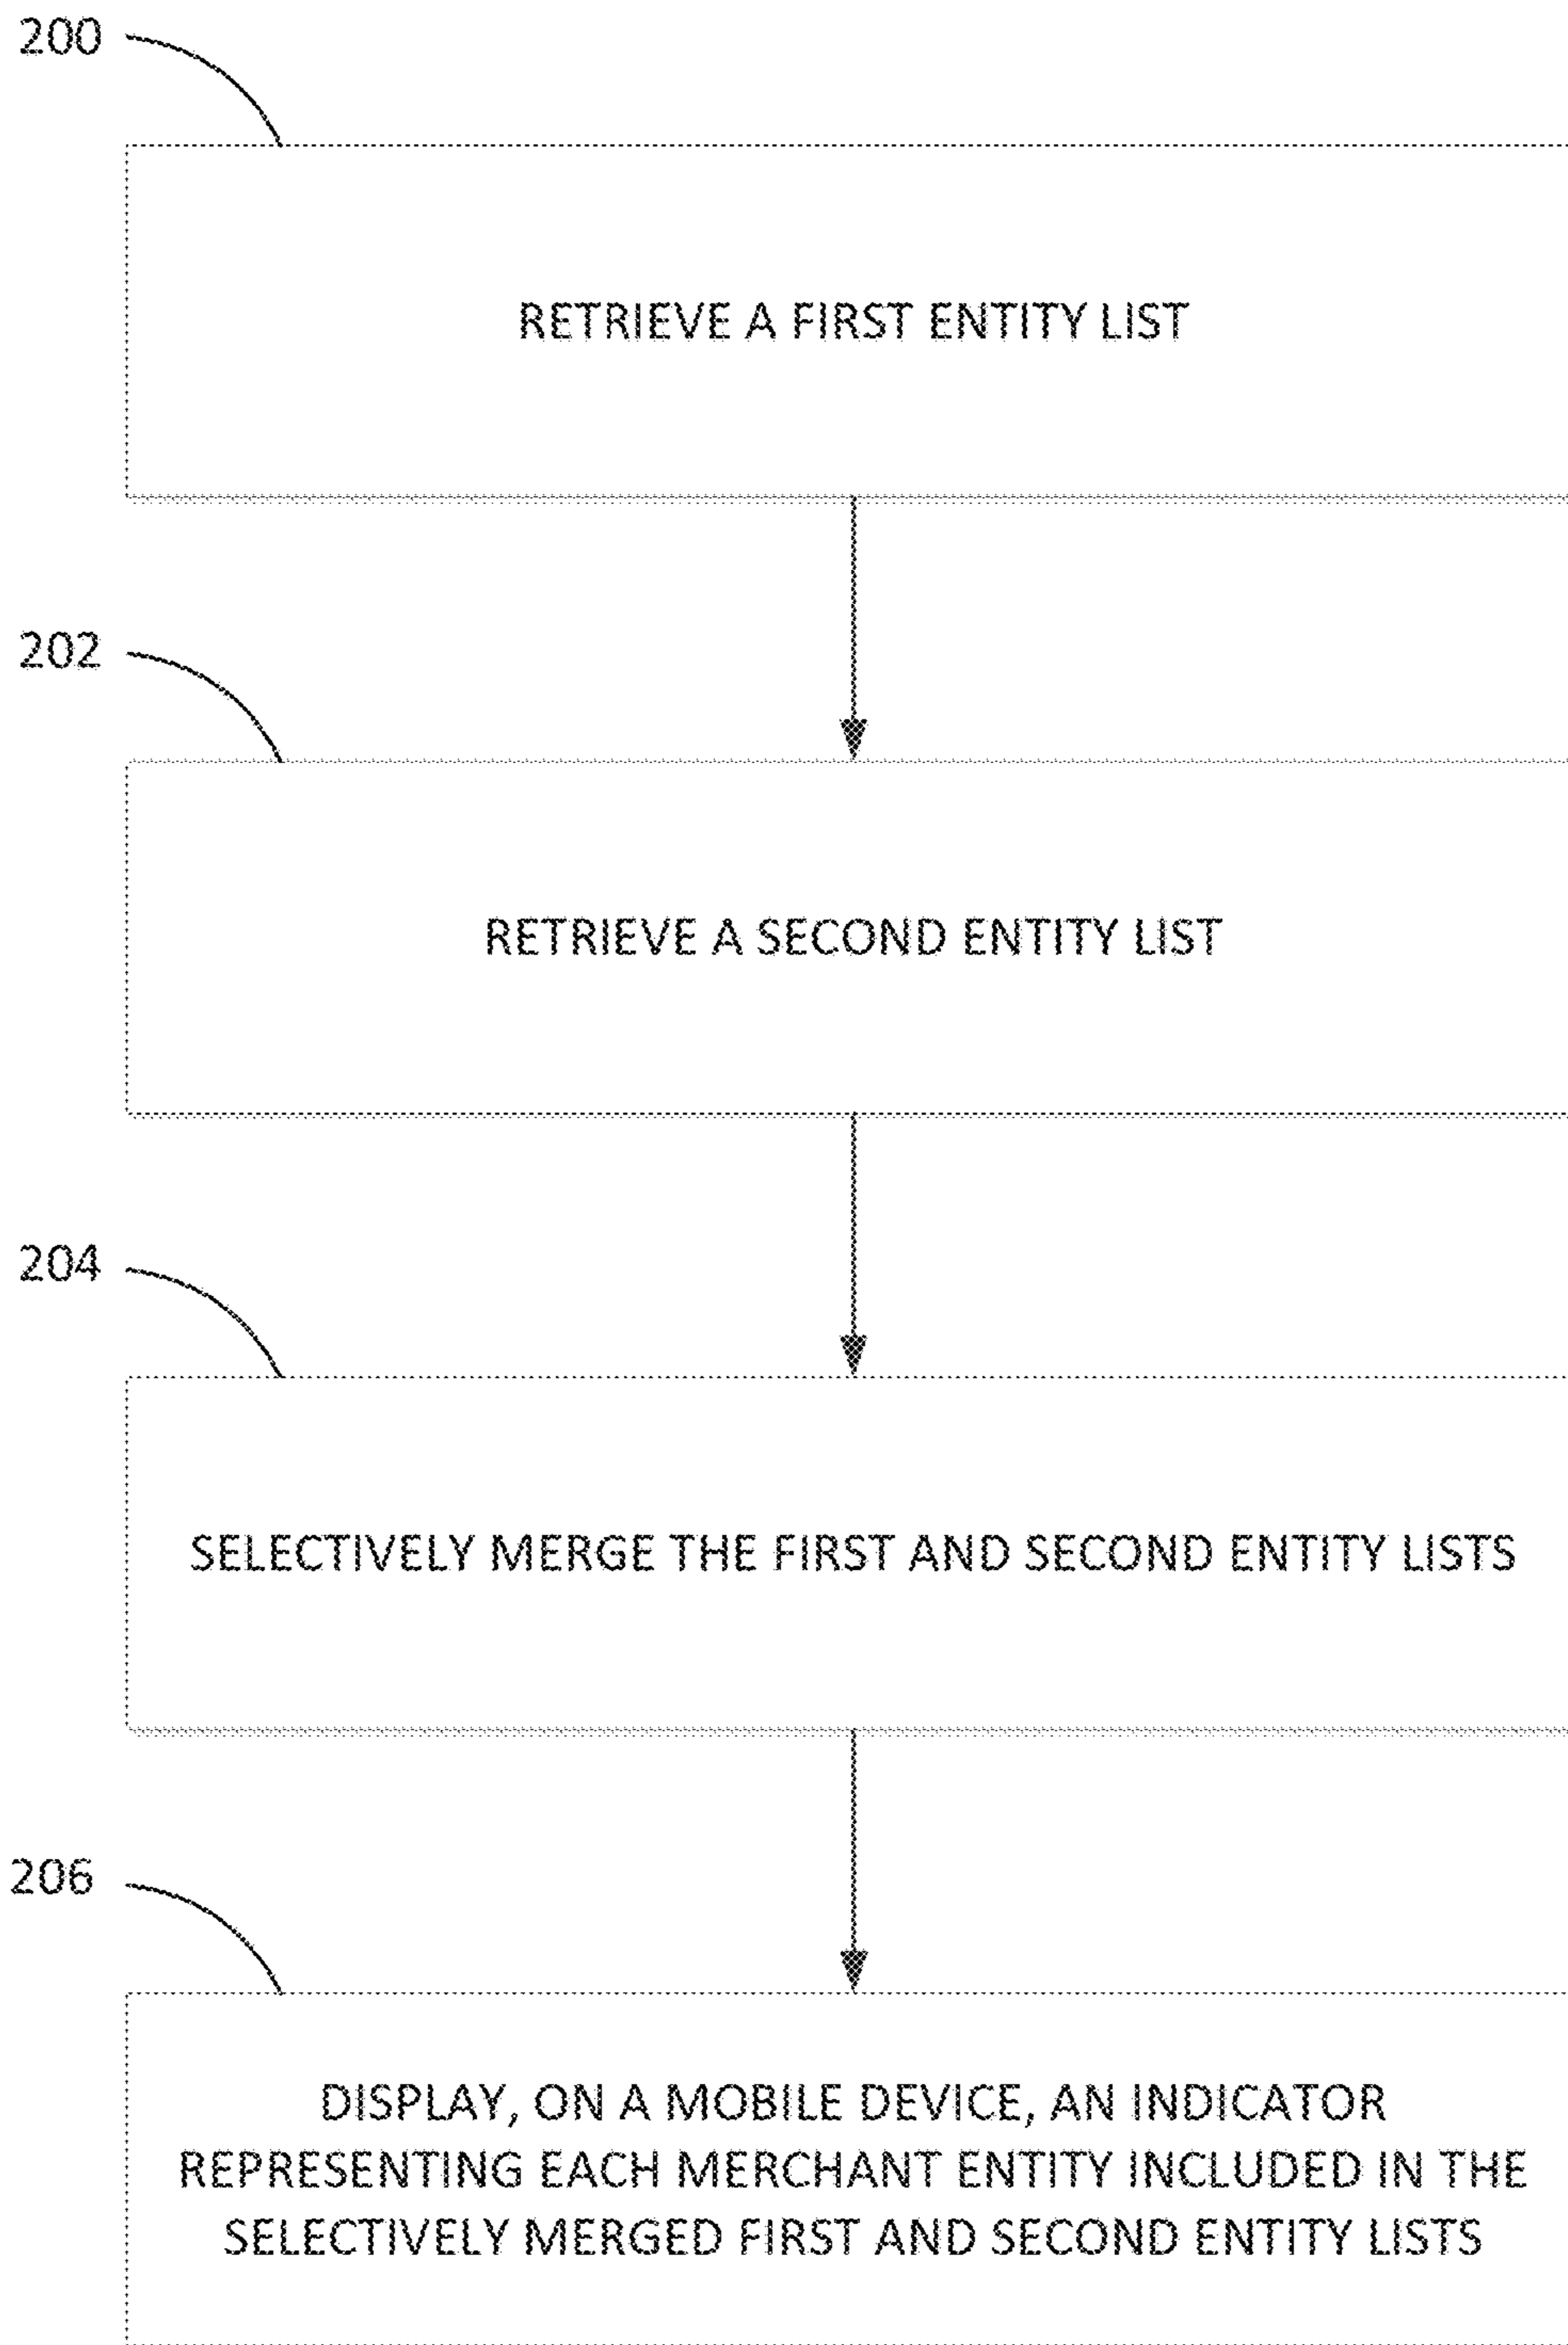 200
RETRIEVE A FIRST ENTITY LIST
202
RETRIEVE A SECOND ENTITY LIST
204
SELECTIVELY MERGE THE FIRST AND SECOND ENTITY LISTS
206
DISPLAY, ON A MOBILE DEVICE, AN INDICATOR
REPRESENTING EACH MERCHANT ENTITY INCLUDED IN THE
SELECTIVELY MERGED FIRST AND SECOND ENTITY LISTS